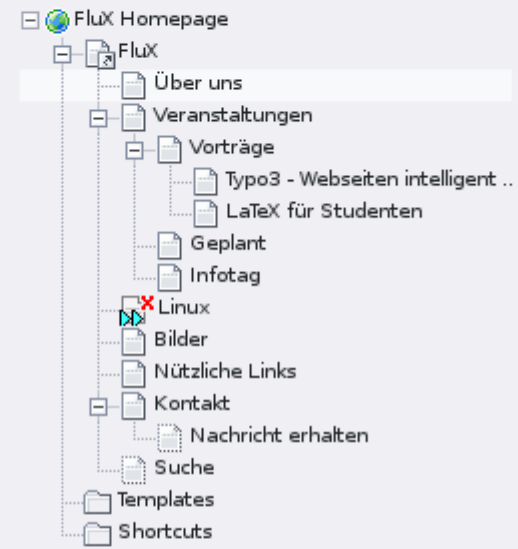 FluX Homepage
FluX
Über uns
Veranstaltungen
Vorträge
Typo3 - Webseiten intelligent ..
LaTeX für Studenten
Geplant
Infotag
Linux
Bilder
Nützliche Links
Kontakt
Nachricht erhalten
Suche
Templates
Shortcuts